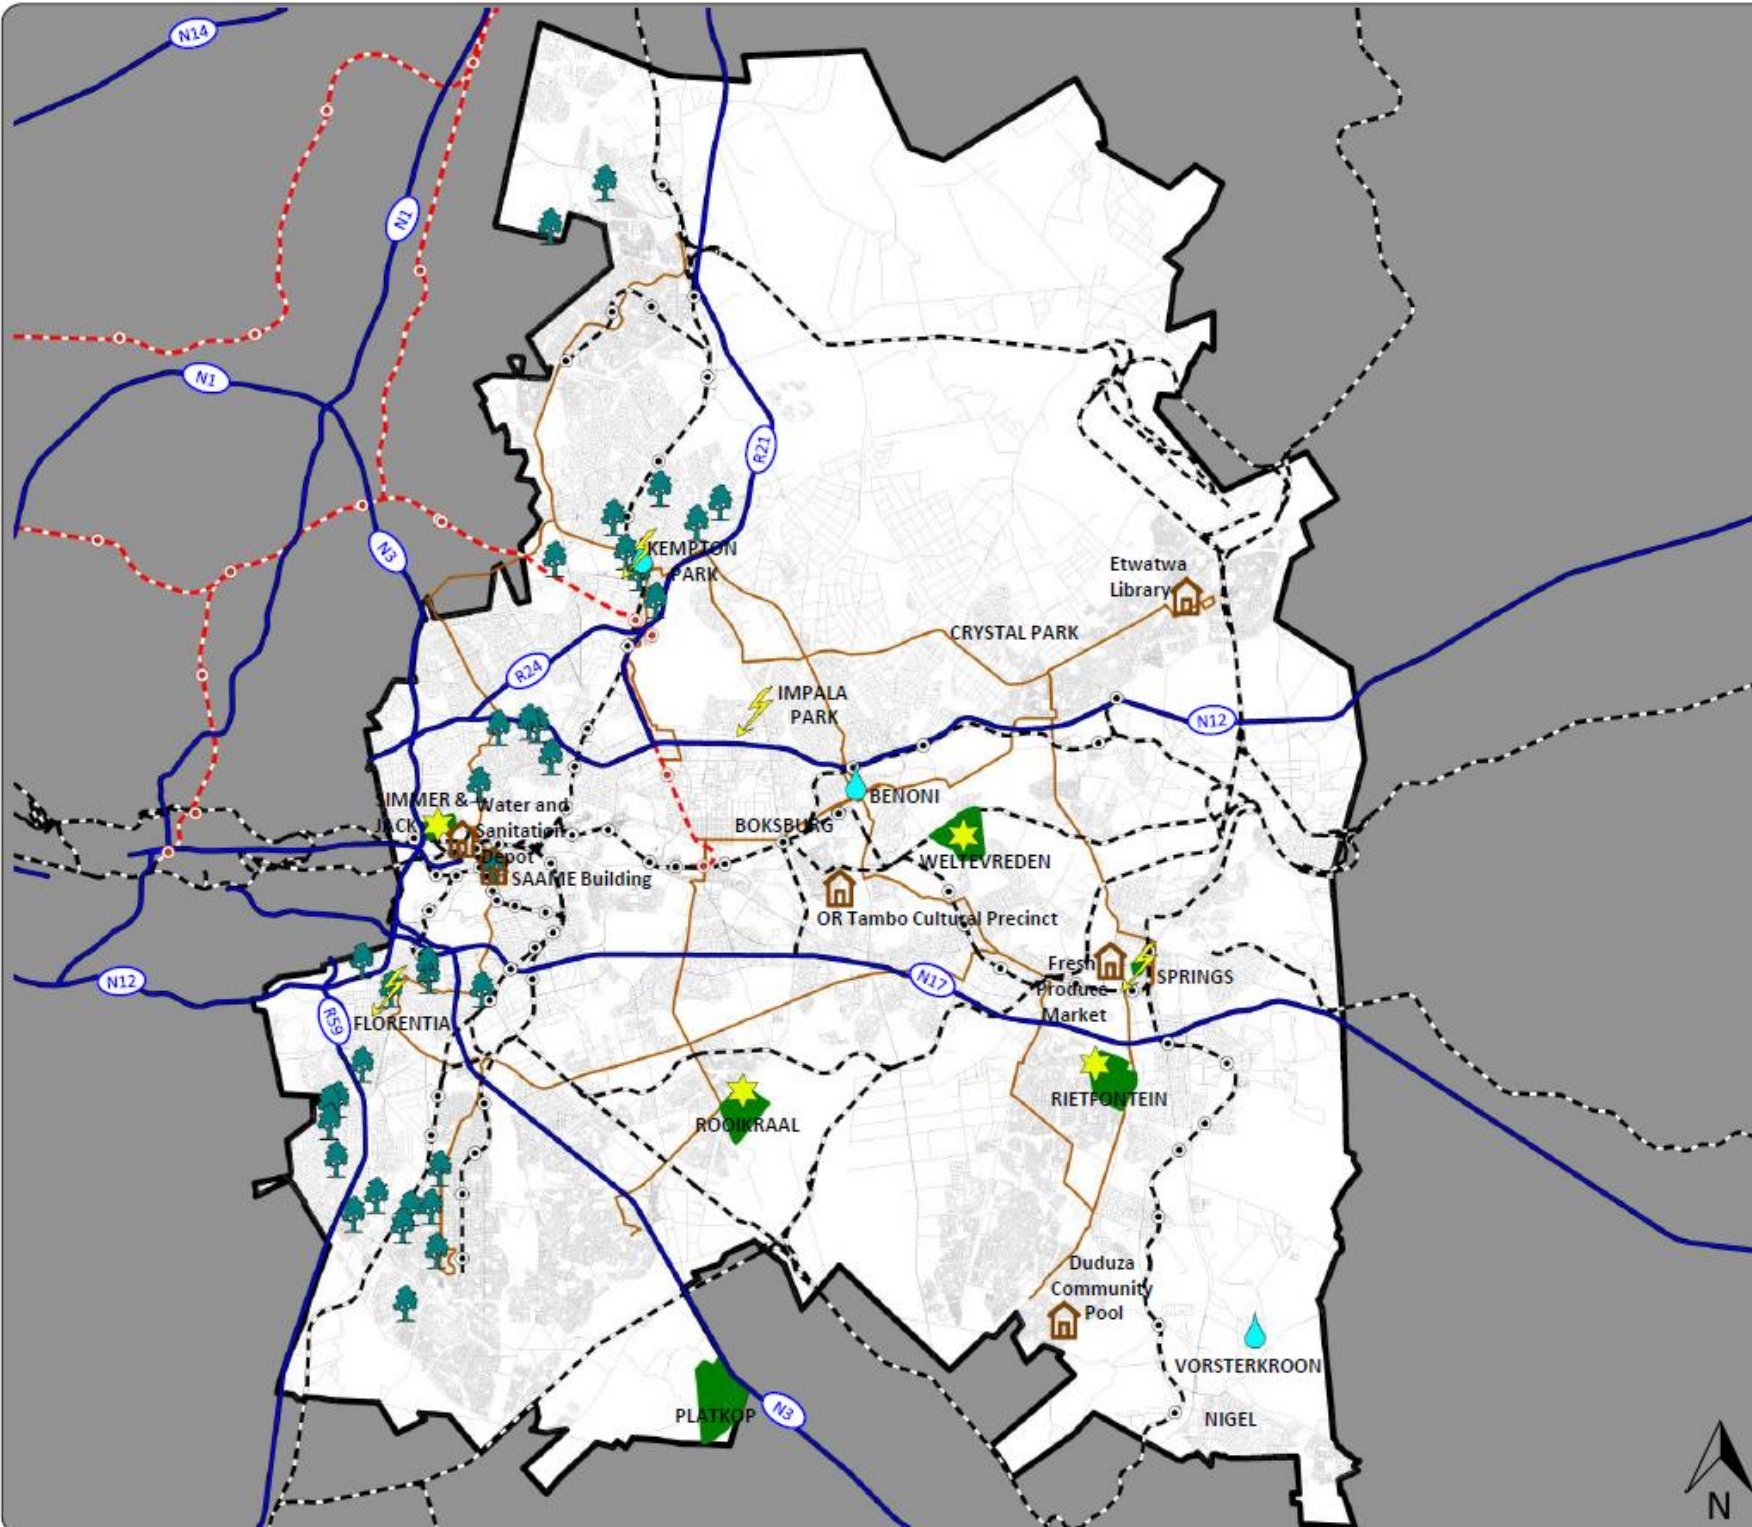 N14
N1
N1
R21
N3
KEMPTON
PARK
Etwatwa
Library
CRYSTAL PARK
R24
IMPALA
PARK
N12
BENONI
SIMMER &
JACK
Water and
Sanitation
Depot
BOKSBURG
WELTEVREDEN
SAAME Building
OR Tambo Cultural Precinct
N12
N17
Fresh
Produce
Market
SPRINGS
R59
FLORENTIA
RIETFONTEIN
ROOIKRAAL
Duduza
Community
Pool
VORSTERKROON
PLATKOP
N3
NIGEL
N